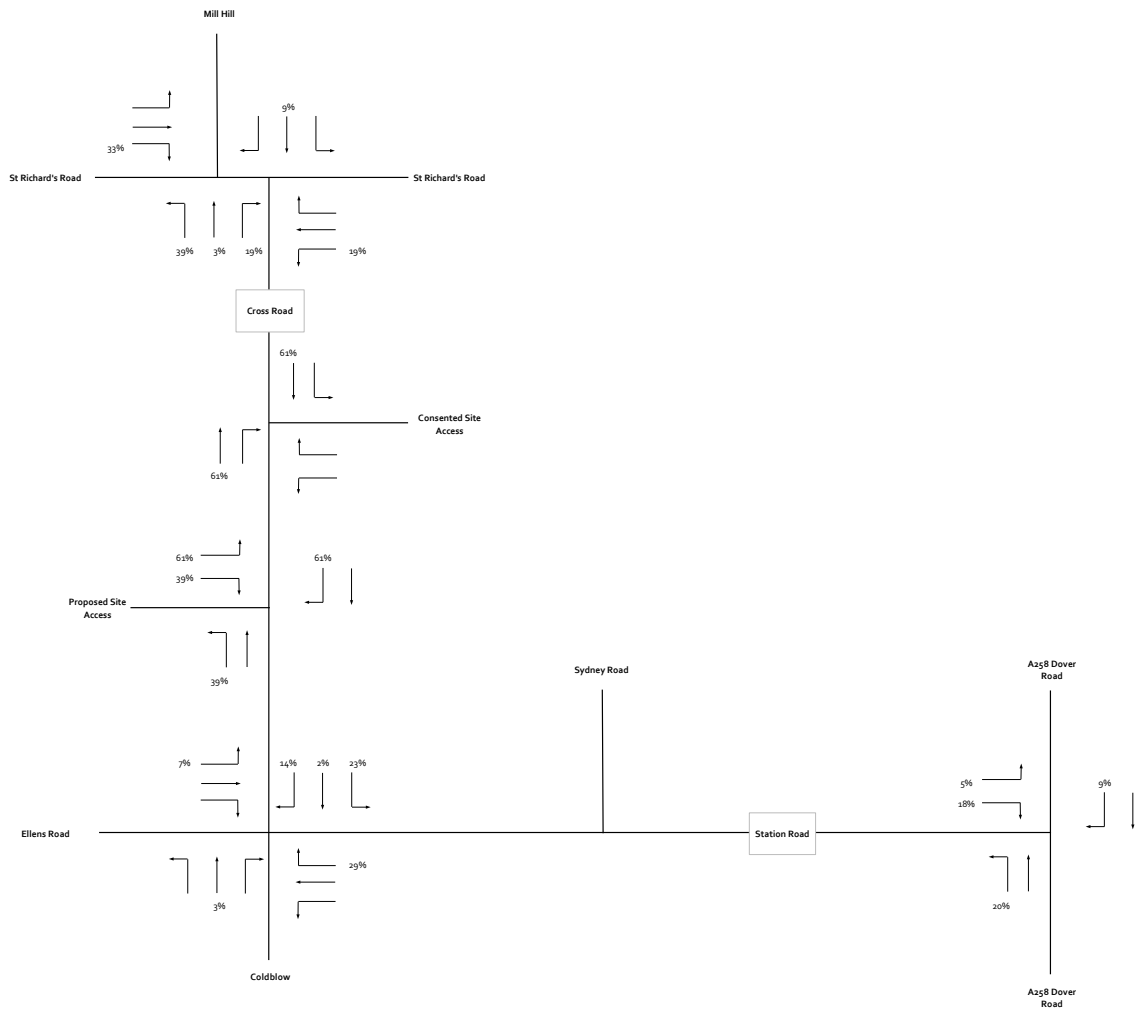 Mill Hill
9%
33%
St Richard's Road
St Richard's Road
39%
3%
19%
19%
Cross Road
61%
Consented Site
Access
61%
61%
39%
61%
Proposed Site
Access
39%
Sydney Road
A258 Dover
Road
7%
14%
2%
23%
5%
18%
9%
Ellens Road
Station Road
29%
3%
20%
Coldblow
A258 Dover
Road